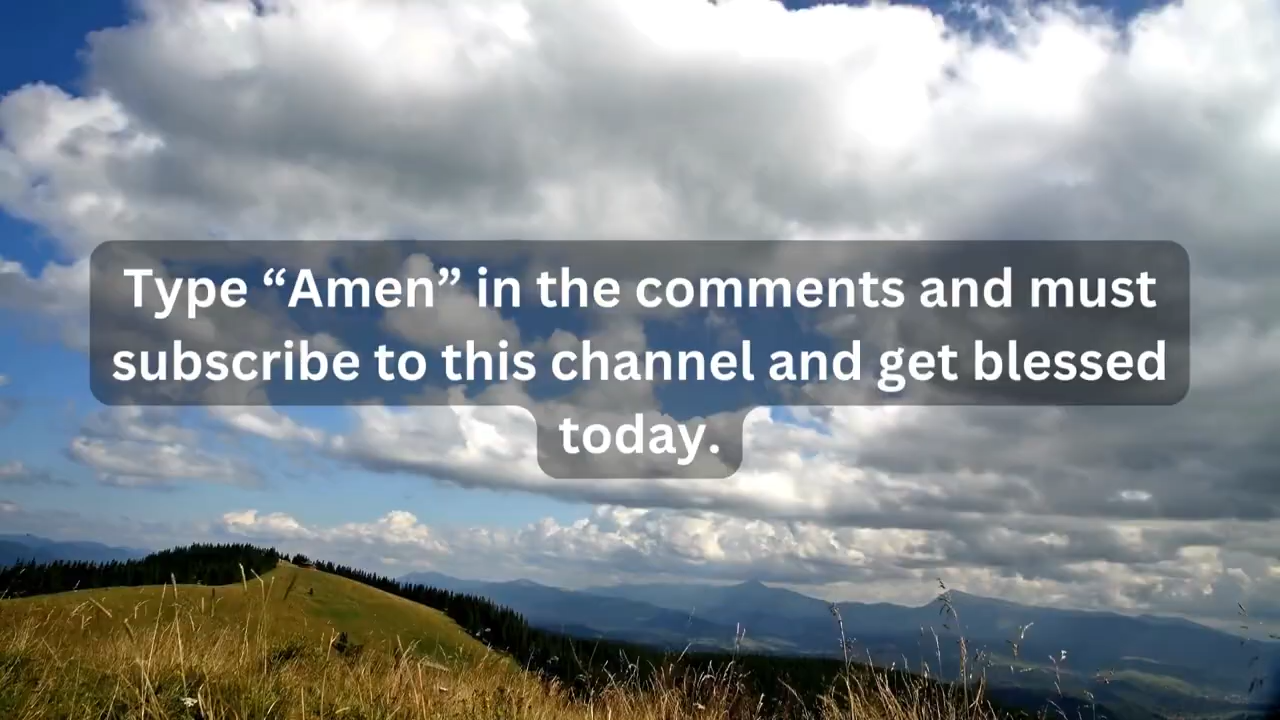 Type “Amen” in the comments and must
subscribe to this channel and get blessed
today.